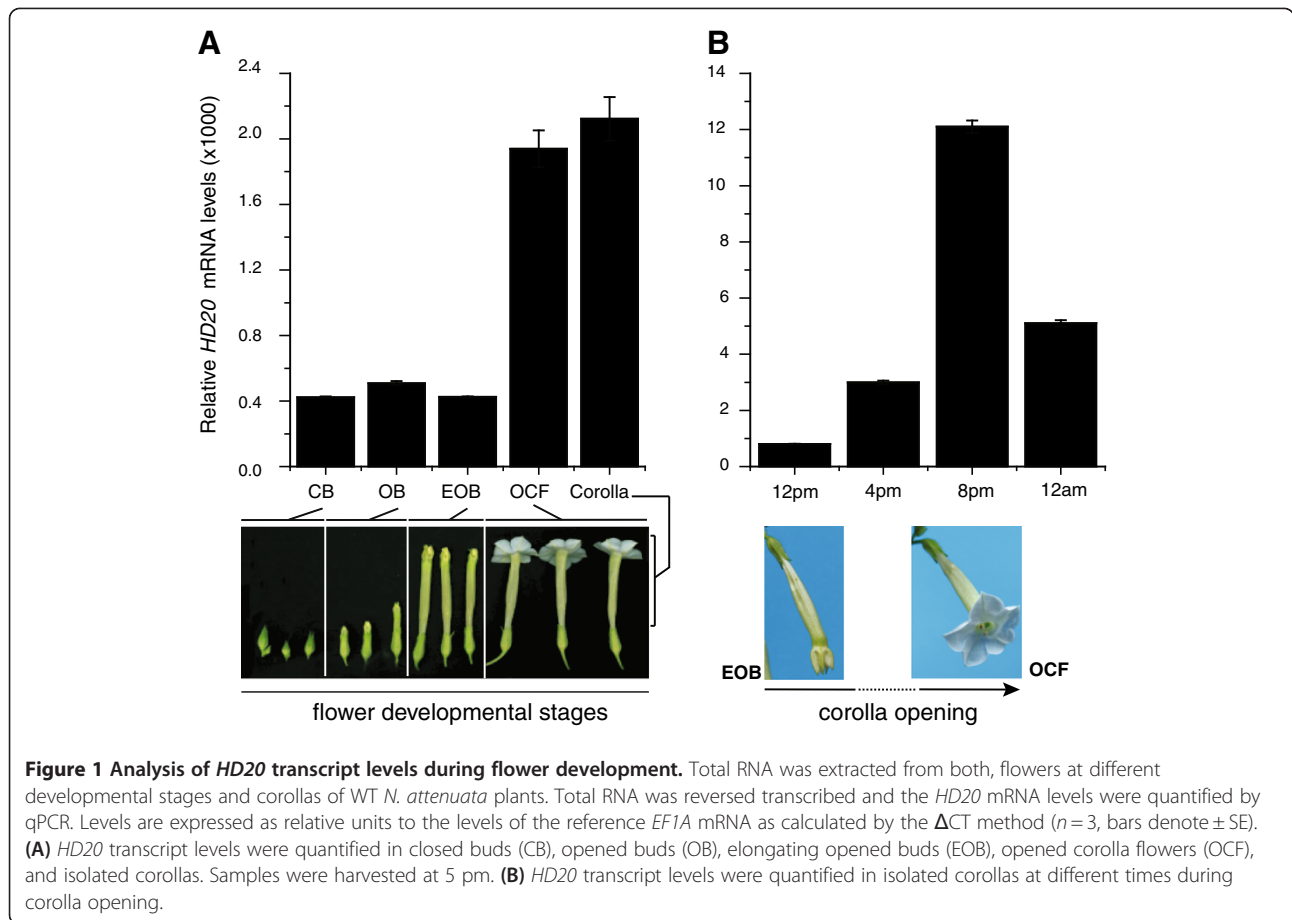 A
B
Relative HD20 mRNA levels (x1000)
2.4
2.0
1.6
1.2
0.8
0.4
0.0
CB OB EOB OCF Corolla
flower developmental stages
14
12
10
8
6
4
2
0
12pm 4pm 8pm 12am
EOB
OCF
corolla opening
Figure 1 Analysis of HD20 transcript levels during flower development. Total RNA was extracted from both, flowers at different
developmental stages and corollas of WT N. attenuata plants. Total RNA was reversed transcribed and the HD20 mRNA levels were quantified by
qPCR. Levels are expressed as relative units to the levels of the reference EF1A mRNA as calculated by the ΔCT method (n = 3, bars denote ± SE).
(A) HD20 transcript levels were quantified in closed buds (CB), opened buds (OB), elongating opened buds (EOB), opened corolla flowers (OCF),
and isolated corollas. Samples were harvested at 5 pm. (B) HD20 transcript levels were quantified in isolated corollas at different times during
corolla opening.